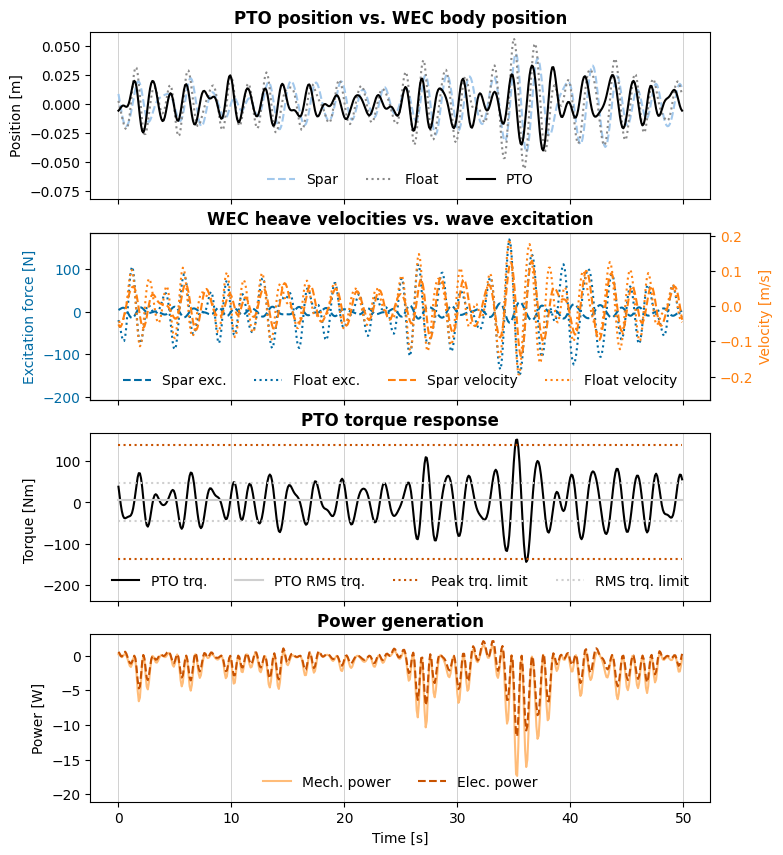 PTO position vs. WEC body position
0.050
0.025
0.000
−0.025
−0.050
−0.075
Position [m]
Spar Float PTO
WEC heave velocities vs. wave excitation
100
0
−100
−200
Excitation force [N]
0.2
0.1
0.0
−0.1
−0.2
Velocity [m/s]
Spar exc. Float exc. Spar velocity Float velocity
PTO torque response
100
0
−100
−200
Torque [Nm]
PTO trq. PTO RMS trq. Peak trq. limit RMS trq. limit
Power generation
0
−5
−10
−15
−20
Power [W]
Mech. power Elec. power
0 10 20 30 40 50
Time [s]